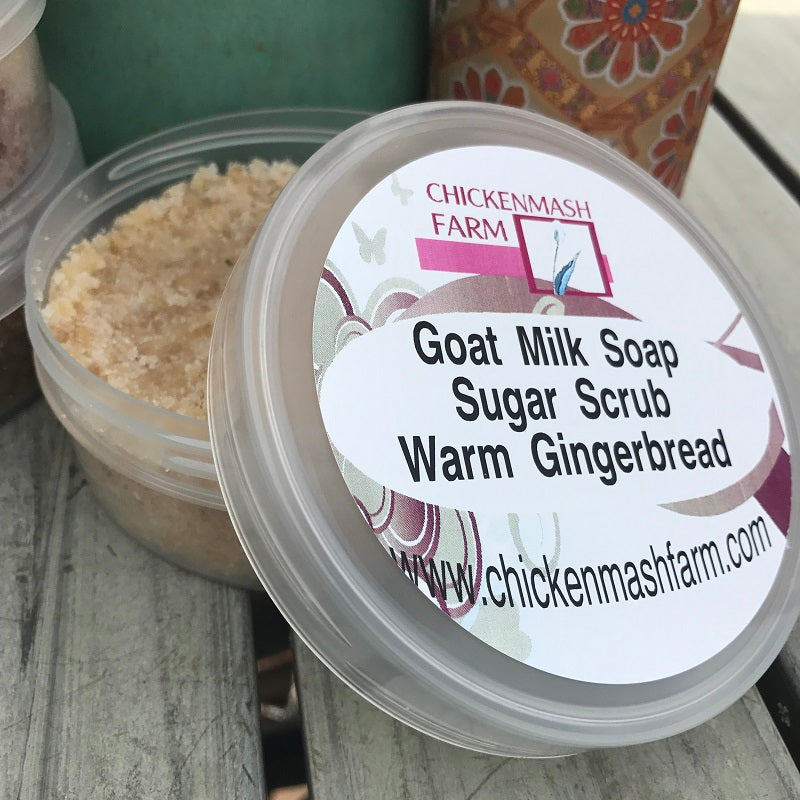 CHICKENMASH
FARM
Goat Milk Soap
Sugar Scrub
Warm Gingerbread
www.chickenmashfarm.com